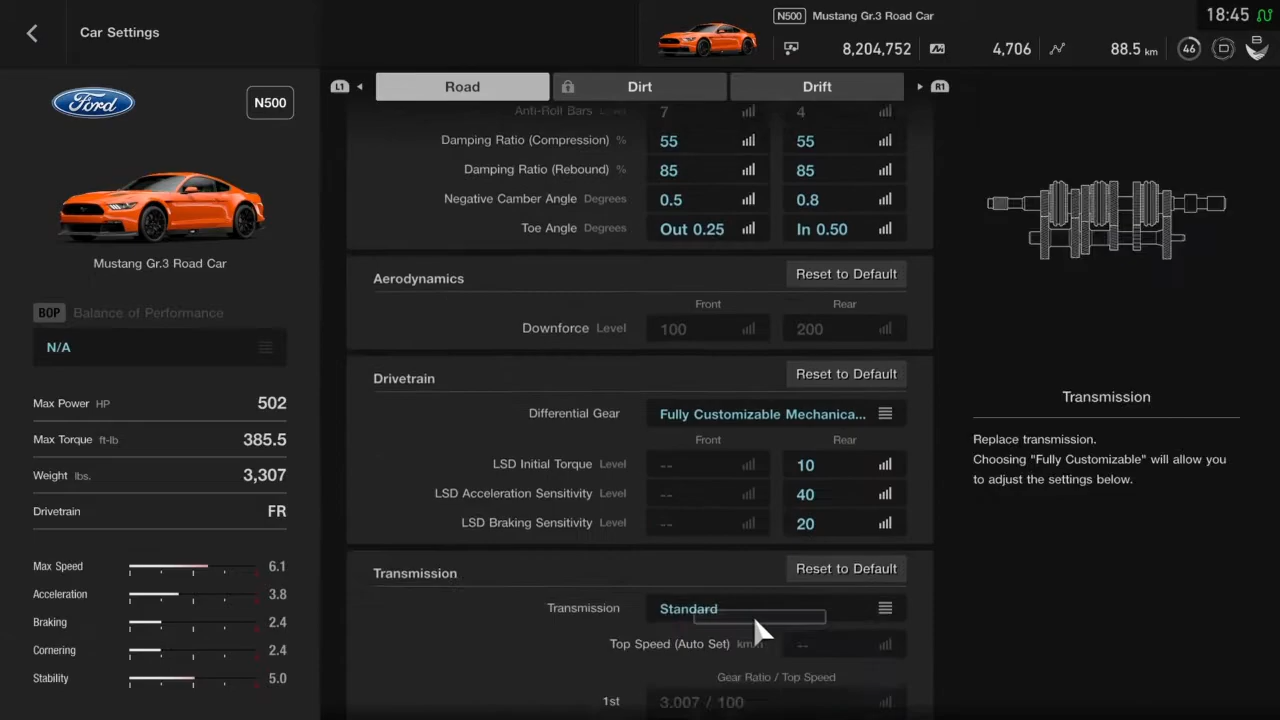 Car Settings
N500 Mustang Gr.3 Road Car
18:45
8,204,752
4,706
88.5 km
46
Ford
N500
Mustang Gr.3 Road Car
BOP Balance of Performance
N/A
Max Power HP 502
Max Torque ft-lb 385.5
Weight lbs. 3,307
Drivetrain FR
Max Speed 6.1
Acceleration 3.8
Braking 2.4
Cornering 2.4
Stability 5.0
L1 Road Dirt Drift R1
Anti-Roll Bars Level 7 4
Damping Ratio (Compression) % 55 55
Damping Ratio (Rebound) % 85 85
Negative Camber Angle Degrees 0.5 0.8
Toe Angle Degrees Out 0.25 In 0.50
Aerodynamics Reset to Default
Front Rear
Downforce Level 100 200
Drivetrain Reset to Default
Differential Gear Fully Customizable Mechanica...
Front Rear
LSD Initial Torque Level -- 10
LSD Acceleration Sensitivity Level -- 40
LSD Braking Sensitivity Level -- 20
Transmission Reset to Default
Transmission Standard
Top Speed (Auto Set) --
Gear Ratio / Top Speed
1st 3.007 / 100
Transmission
Replace transmission.
Choosing "Fully Customizable" will allow you
to adjust the settings below.